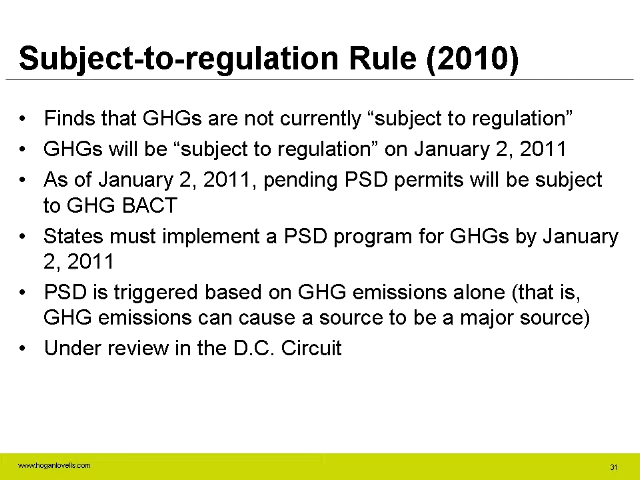 Subject-to-regulation Rule (2010)
• Finds that GHGs are not currently “subject to regulation”
• GHGs will be “subject to regulation” on January 2, 2011
• As of January 2, 2011, pending PSD permits will be subject
to GHG BACT
• States must implement a PSD program for GHGs by January
2, 2011
• PSD is triggered based on GHG emissions alone (that is,
GHG emissions can cause a source to be a major source)
• Under review in the D.C. Circuit
www.hoganlovells.com
31